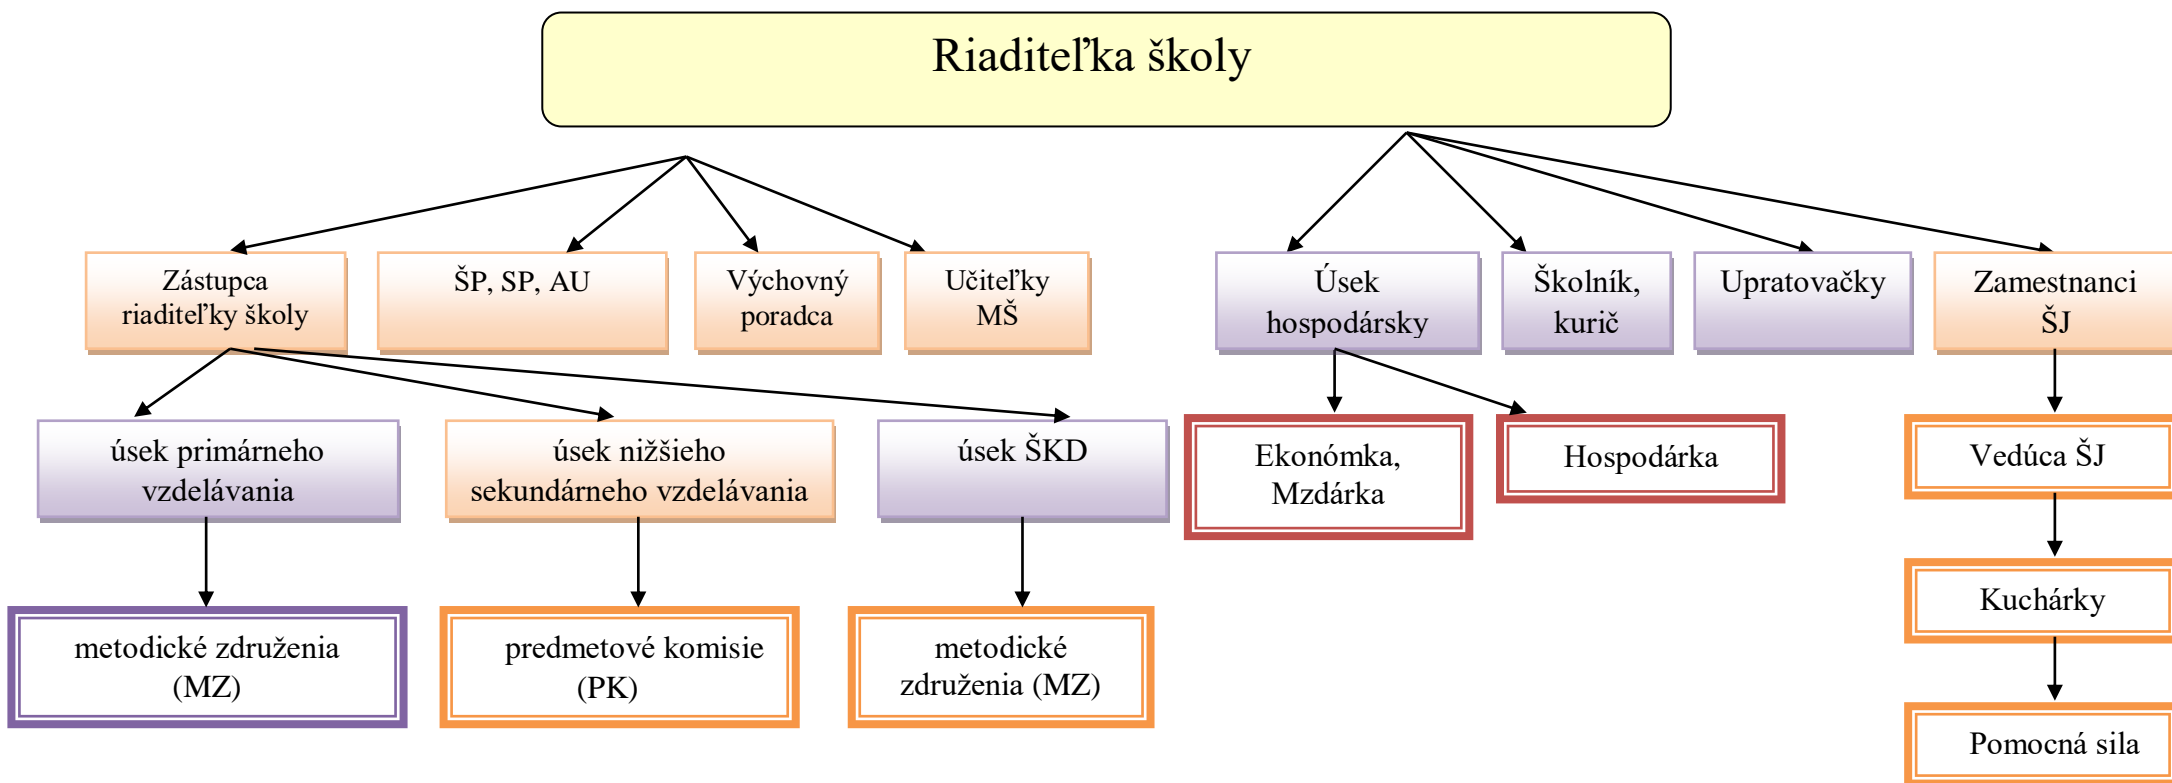 Riaditeľka školy
Zástupca
riaditeľky školy
ŠP, SP, AU
Výchovný
poradca
Učiteľky
MŠ
Úsek
hospodársky
Školník,
kurič
Upratovačky
Zamestnanci
ŠJ
úsek primárneho
vzdelávania
úsek nižšieho
sekundárneho vzdelávania
úsek ŠKD
Ekonómka,
Mzdárka
Hospodárka
Vedúca ŠJ
Kuchárky
metodické združenia
(MZ)
predmetové komisie
(PK)
metodické
združenia (MZ)
Pomocná sila